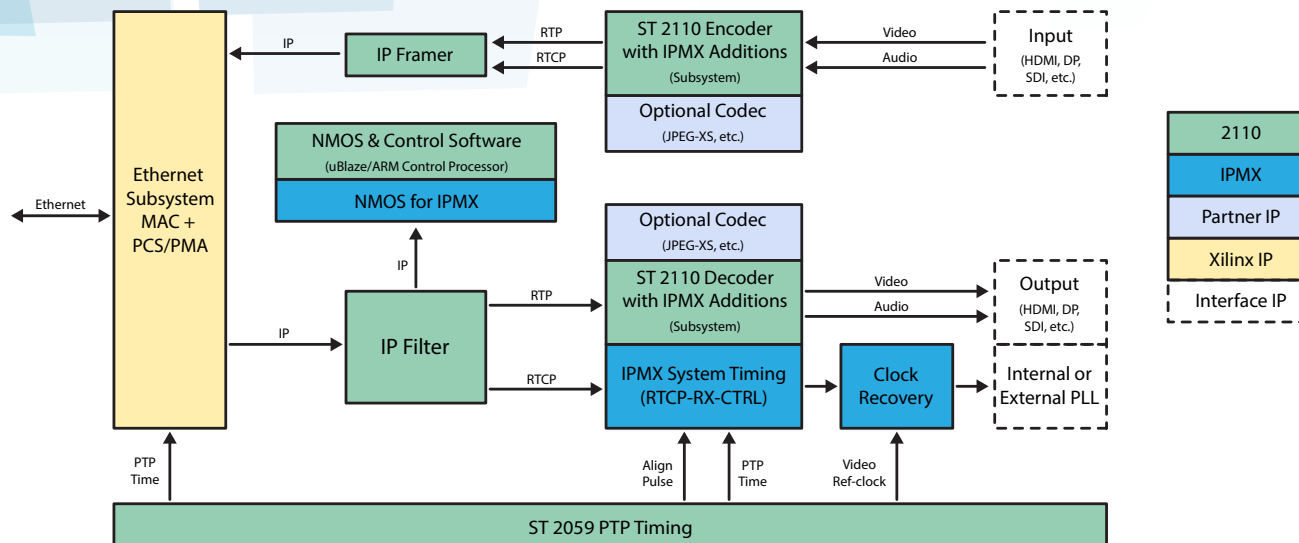 ST 2110 Encoder
with IPMX Additions
(Subsystem)
Optional Codec
(JPEG-XS, etc.)
RTP
RTCP
IP Framer
IP
Video
Audio
Input
(HDMI, DP,
SDI, etc.)
2110
IPMX
Partner IP
Xilinx IP
Interface IP
NMOS & Control Software
(uBlaze/ARM Control Processor)
NMOS for IPMX
Ethernet
Ethernet
Subsystem
MAC +
PCS/PMA
IP
IP
IP Filter
RTP
RTCP
Optional Codec
(JPEG-XS, etc.)
ST 2110 Decoder
with IPMX Additions
(Subsystem)
IPMX System Timing
(RTCP-RX-CTRL)
Video
Audio
Output
(HDMI, DP,
SDI, etc.)
Clock
Recovery
Internal or
External PLL
PTP
Time
Align
Pulse
PTP
Time
Video
Ref-clock
ST 2059 PTP Timing